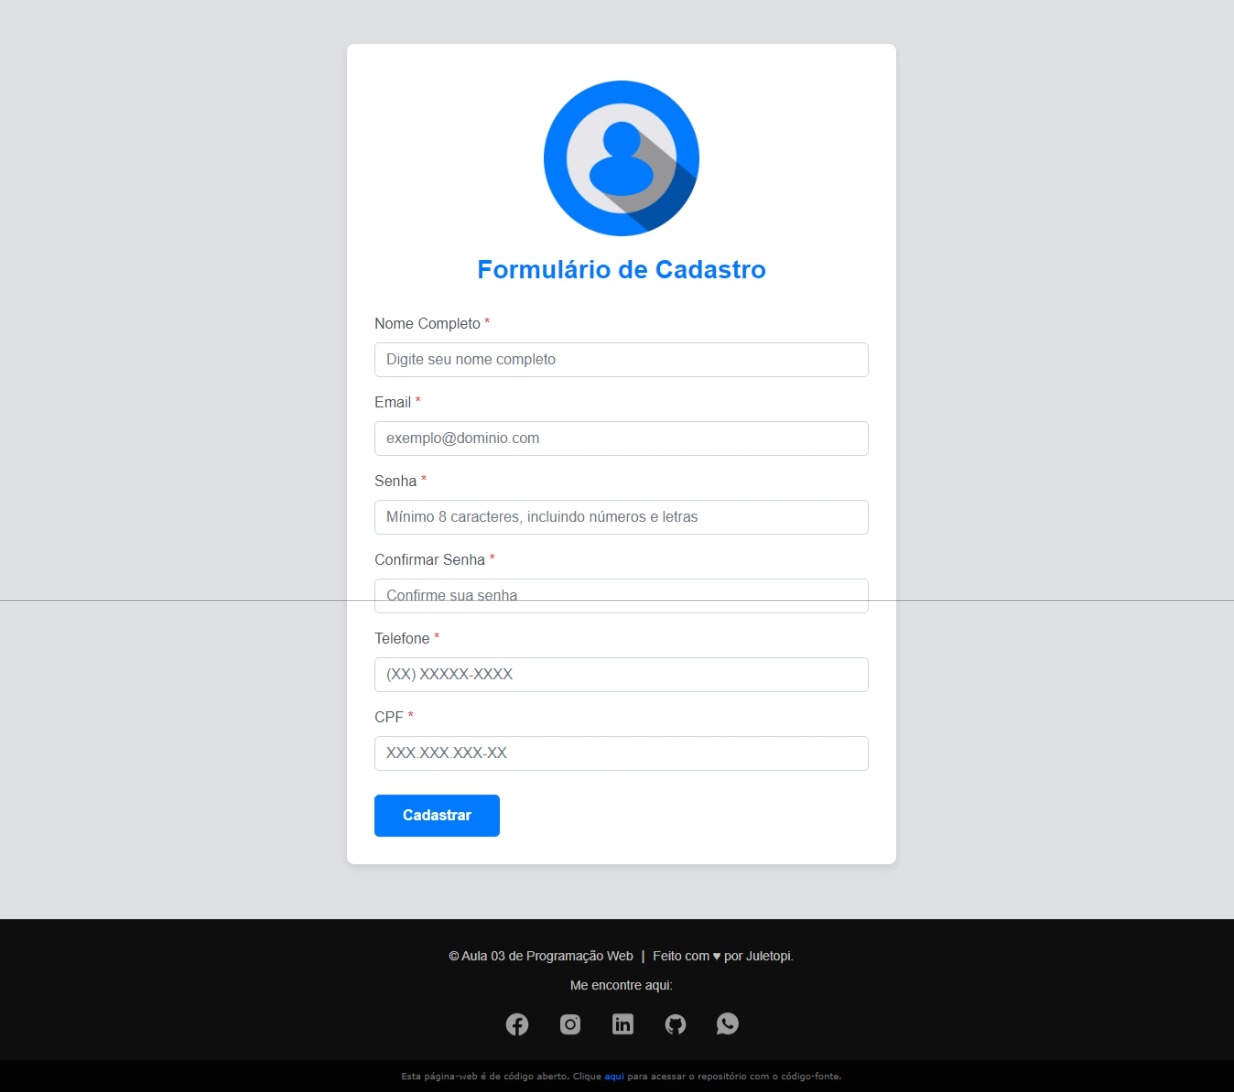 Formulário de Cadastro
Nome Completo *
Digite seu nome completo
Email *
exemplo@dominio.com
Senha *
Mínimo 8 caracteres, incluindo números e letras
Confirmar Senha *
Confirme sua senha
Telefone *
(XX) XXXXX-XXXX
CPF *
XXX.XXX.XXX-XX
Cadastrar
© Aula 03 de Programação Web | Feito com ♥ por Juletopi.
Me encontre aqui:
in
Esta página-web é de código aberto. Clique aqui para acessar o repositório com o código-fonte.